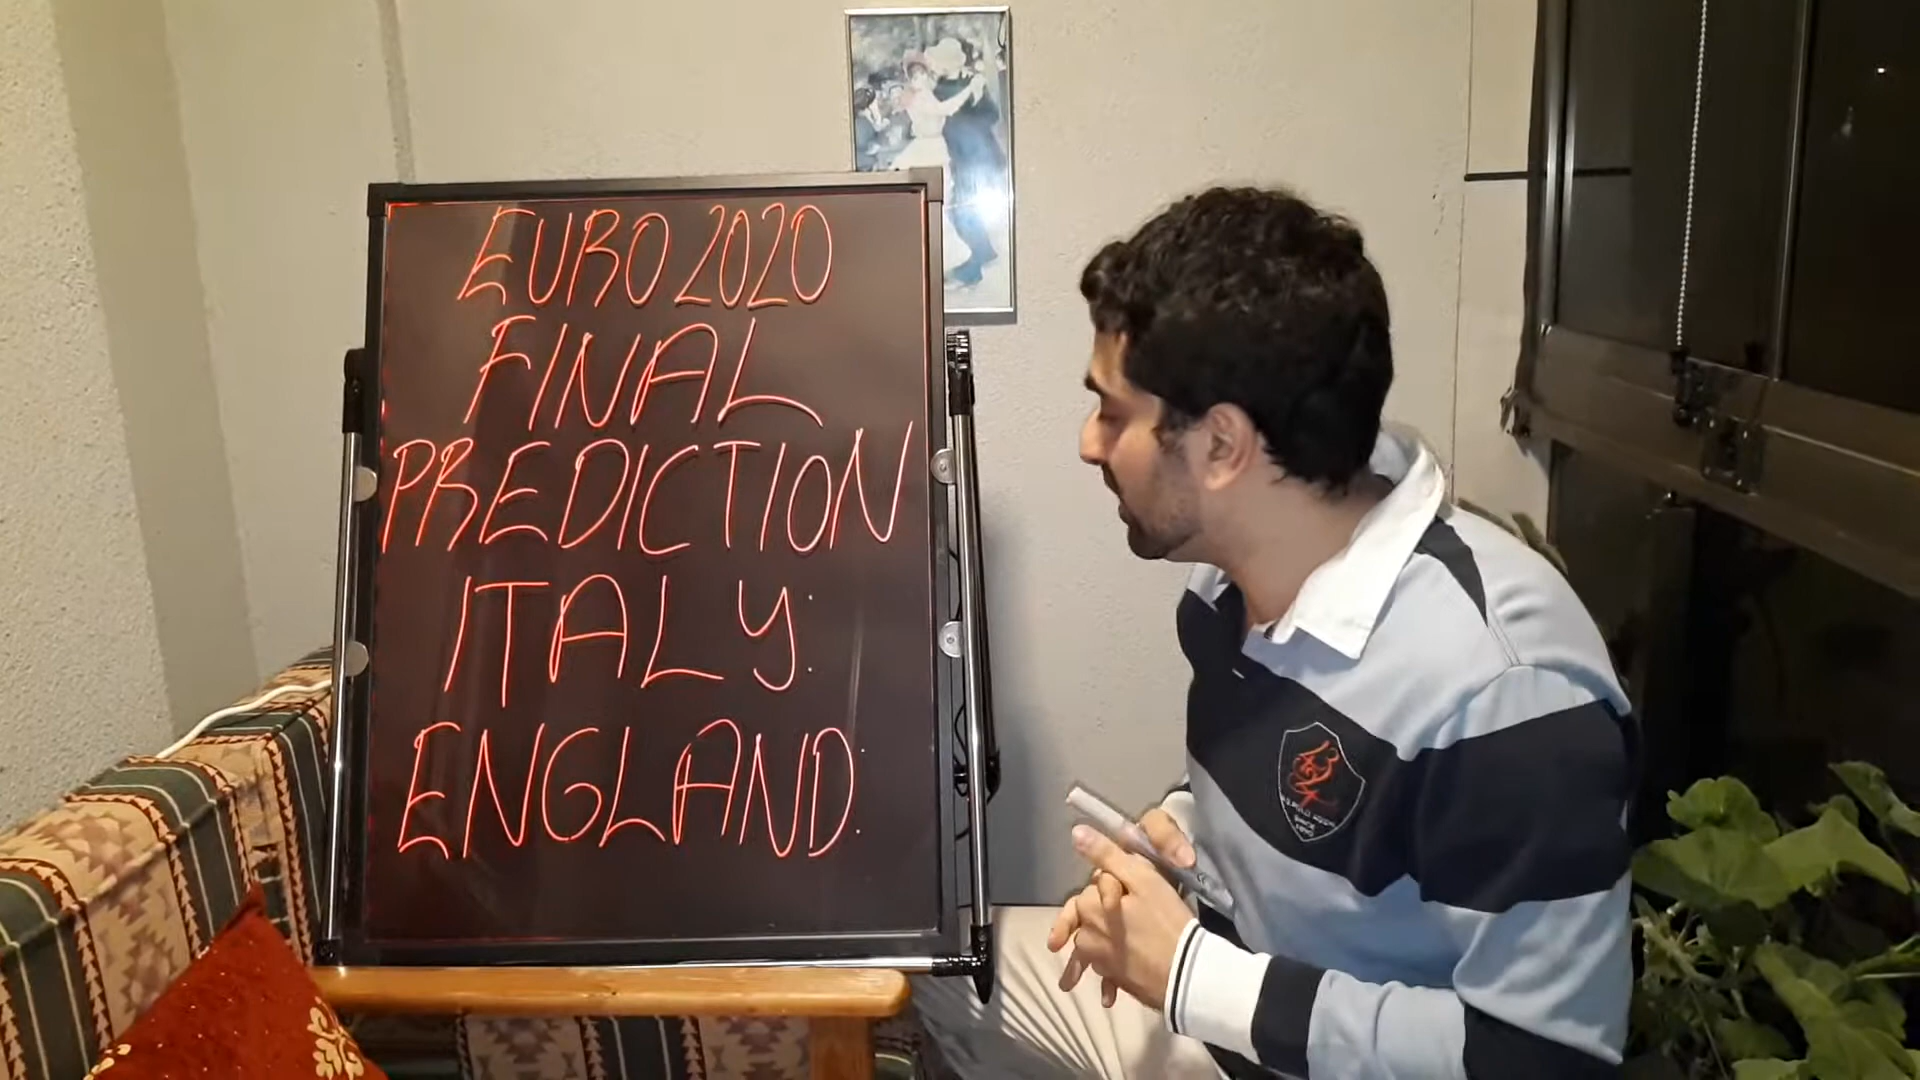 EURO 2020
FINAL
PREDICTION
ITALY:
ENGLAND: